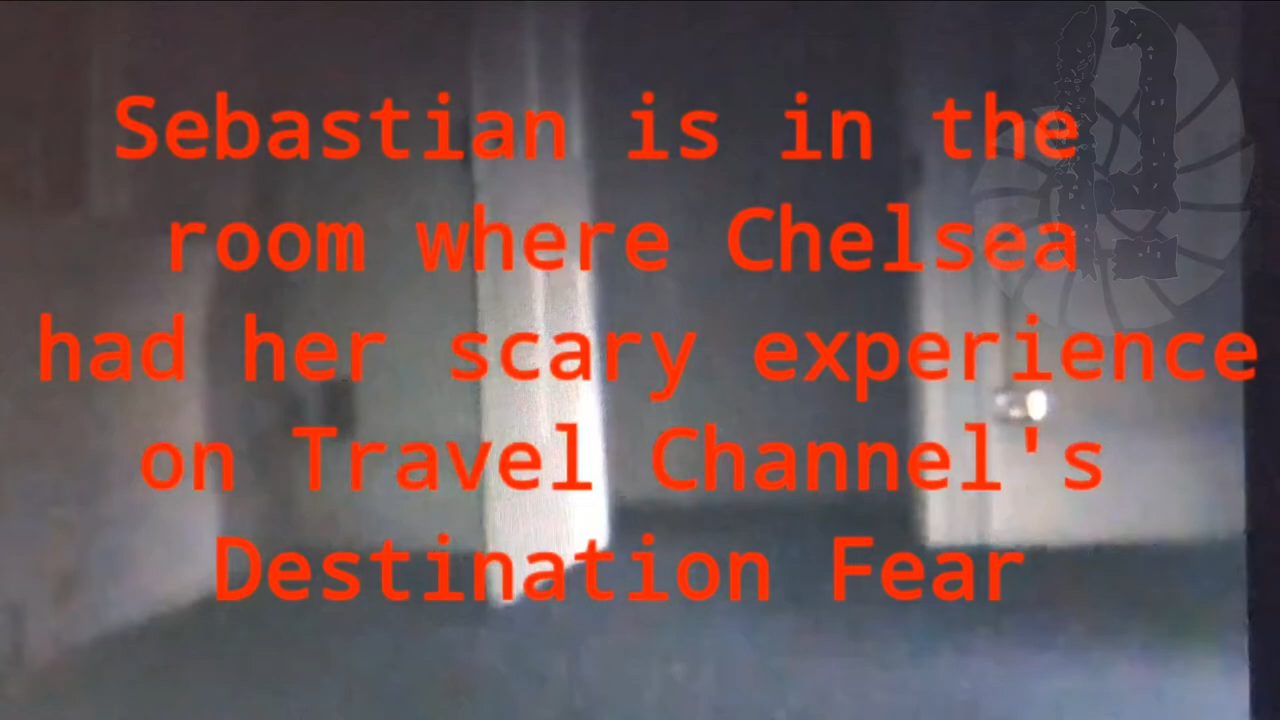 Sebastian is in the
room where Chelsea
had her scary experience
on Travel Channel's
Destination Fear